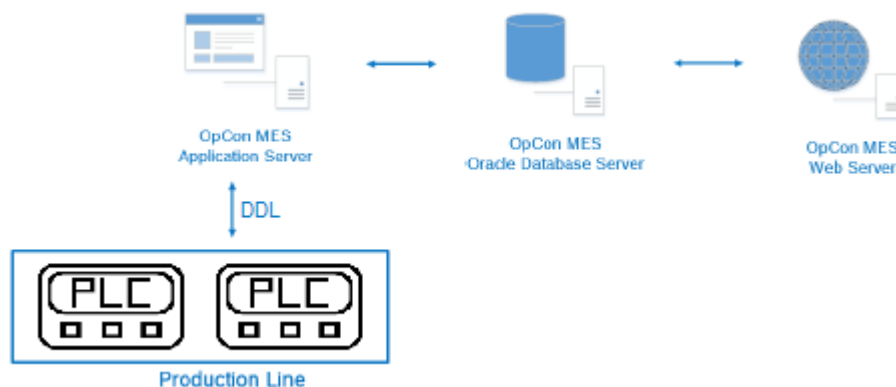 OpCon MES
Application Server
OpCon MES
Oracle Database Server
OpCon MES
Web Server
DDL
PLC
PLC
Production Line